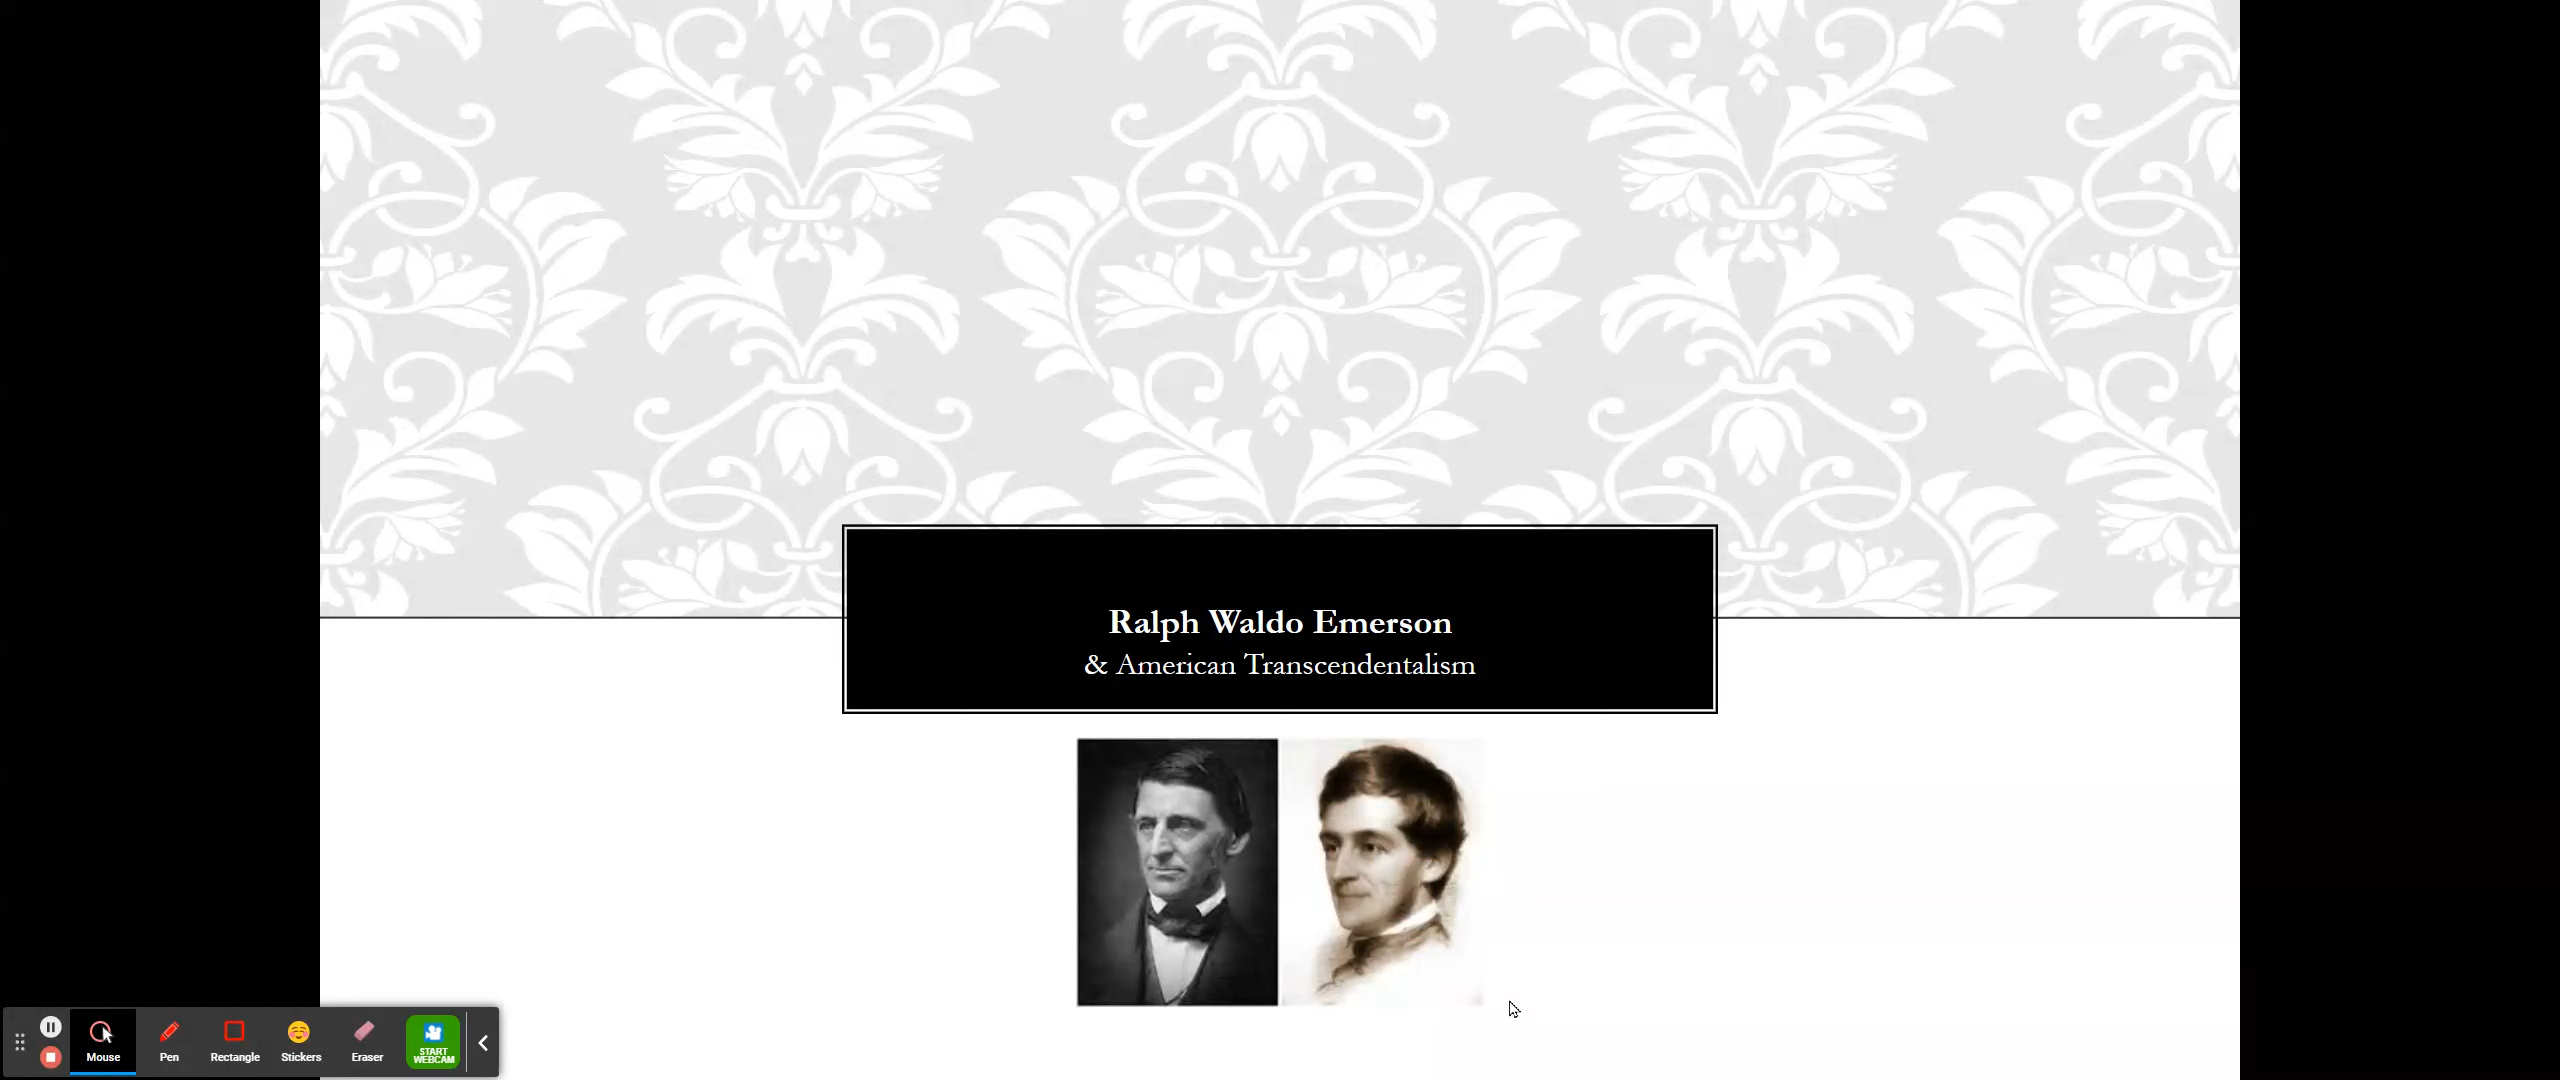 Ralph Waldo Emerson
& American Transcendentalism
Mouse
Pen
Rectangle
Stickers
Eraser
START
WEBCAM